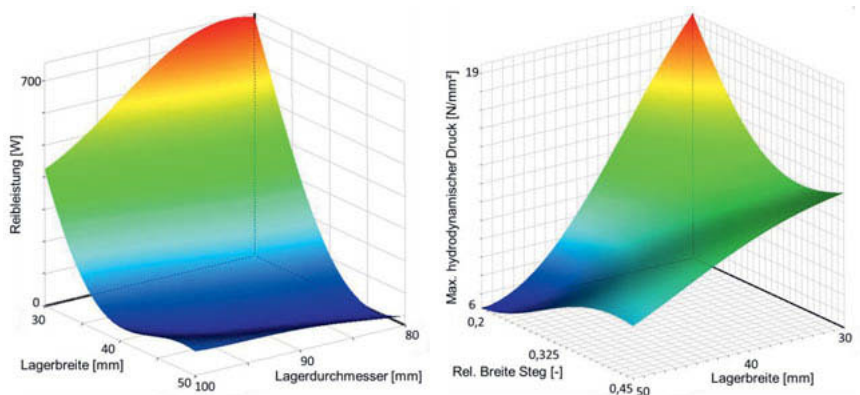 700
Reibleistung [W]
0
30
40
50
Lagerbreite [mm]
100
90
80
Lagerdurchmesser [mm]
19
Max. hydrodynamischer Druck [N/mm²]
6
0,2
0,325
0,45
Rel. Breite Steg [-]
50
40
30
Lagerbreite [mm]